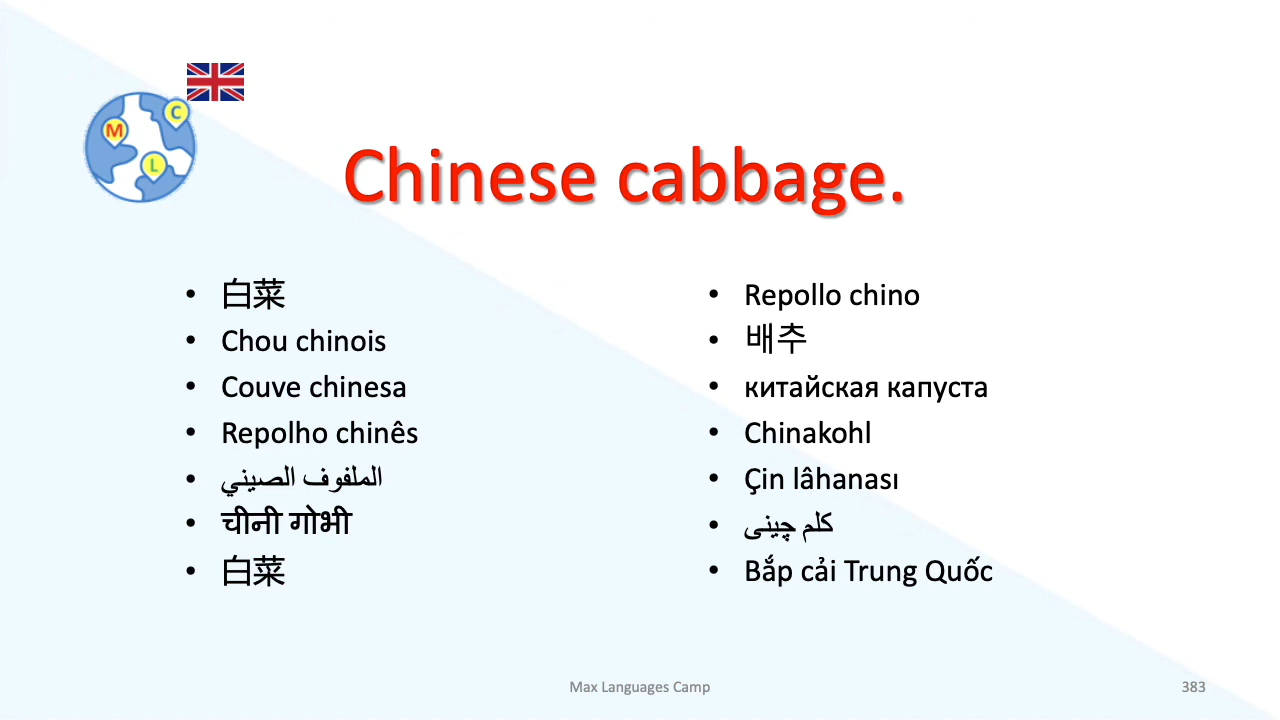 C
M
L
Chinese cabbage.
• 白菜
• Chou chinois
• Couve chinesa
• Repolho chinês
• الملفوف الصيني
• चीनी गोभी
• 白菜
• Repollo chino
• 배추
• китайская капуста
• Chinakohl
• Çin lâhanası
• کلم چینی
• Bắp cải Trung Quốc
Max Languages Camp
383